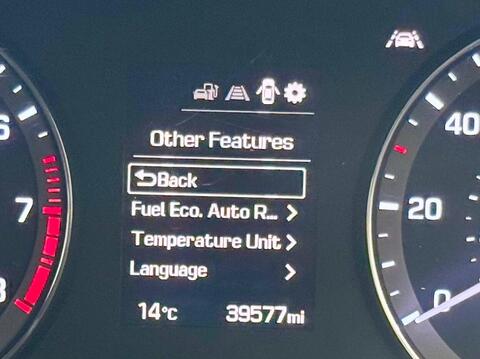 Other Features
Back
Fuel Eco. Auto R...
Temperature Unit
Language
14°C 39577mi
6
7
8
40
20
0